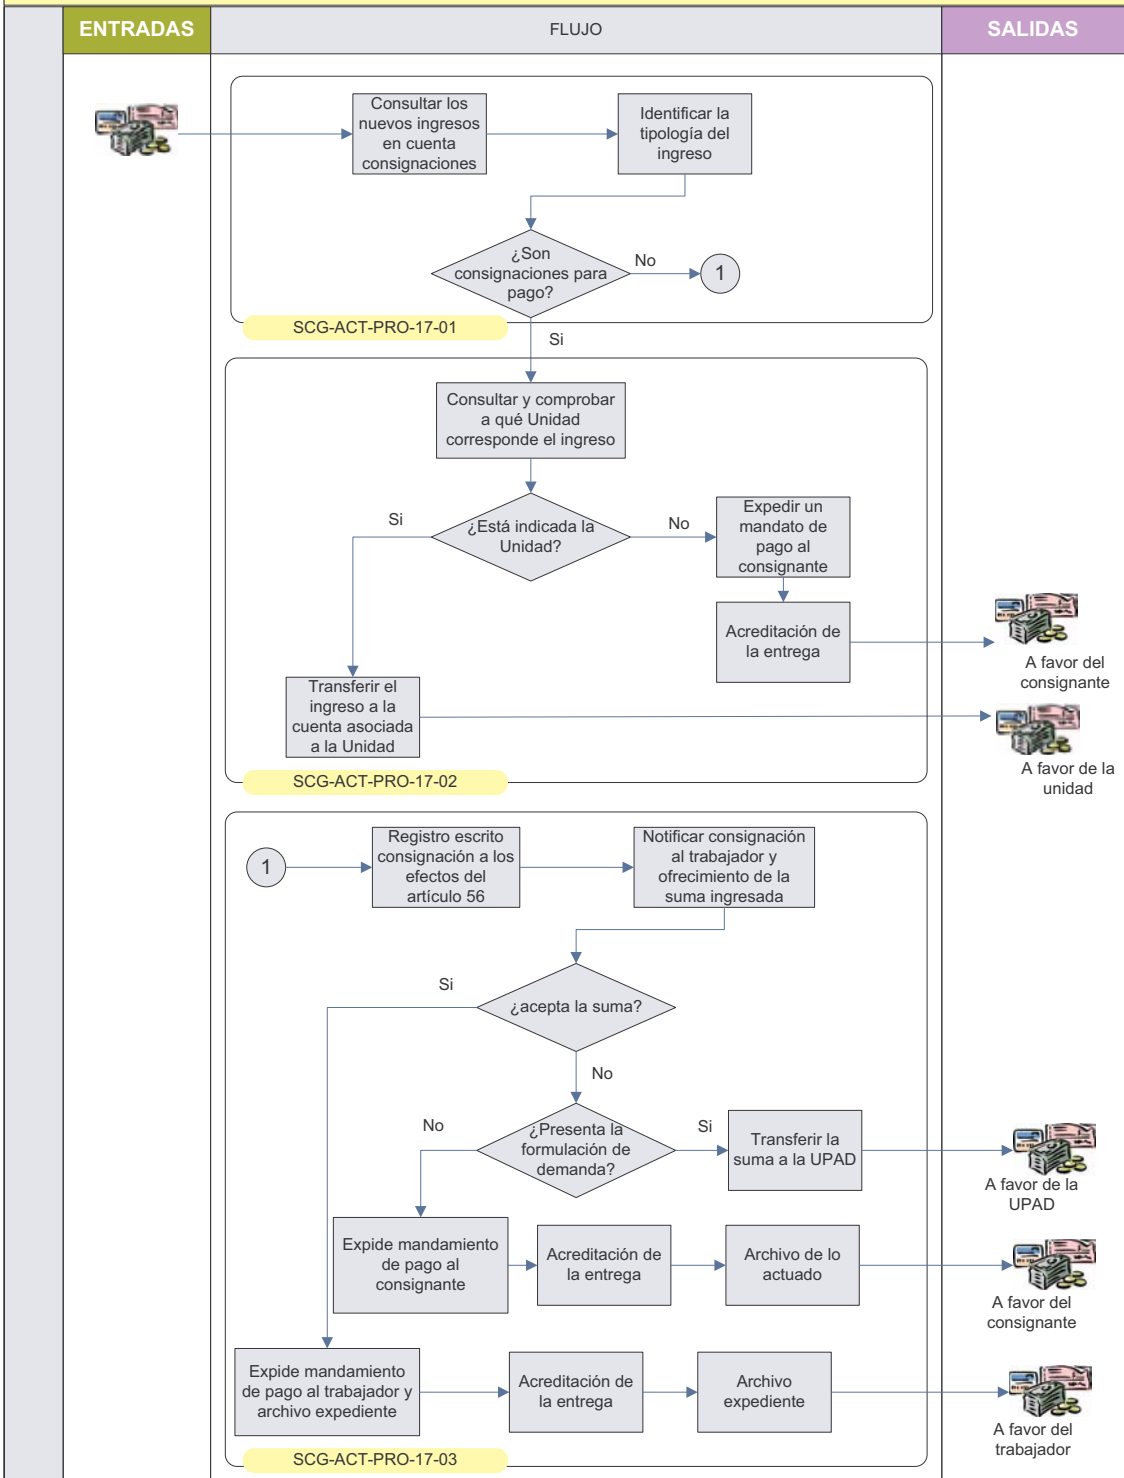 ENTRADAS
FLUJO
SALIDAS
Consultar los
nuevos ingresos
en cuenta
consignaciones
Identificar la
tipología del
ingreso
¿Son
consignaciones para
pago?
No
1
SCG-ACT-PRO-17-01
Si
Consultar y comprobar
a qué Unidad
corresponde el ingreso
¿Está indicada la
Unidad?
Si
No
Expedir un
mandato de
pago al
consignante
Acreditación de
la entrega
A favor del
consignante
Transferir el
ingreso a la
cuenta asociada
a la Unidad
A favor de la
unidad
SCG-ACT-PRO-17-02
1
Registro escrito
consignación a los
efectos del
artículo 56
Notificar consignación
al trabajador y
ofrecimiento de la
suma ingresada
¿acepta la suma?
Si
No
¿Presenta la
formulación de
demanda?
No
Si
Transferir la
suma a la UPAD
A favor de la
UPAD
Expide mandamiento
de pago al
consignante
Acreditación de
la entrega
Archivo de lo
actuado
A favor del
consignante
Expide mandamiento
de pago al trabajador y
archivo expediente
Acreditación de
la entrega
Archivo
expediente
A favor del
trabajador
SCG-ACT-PRO-17-03